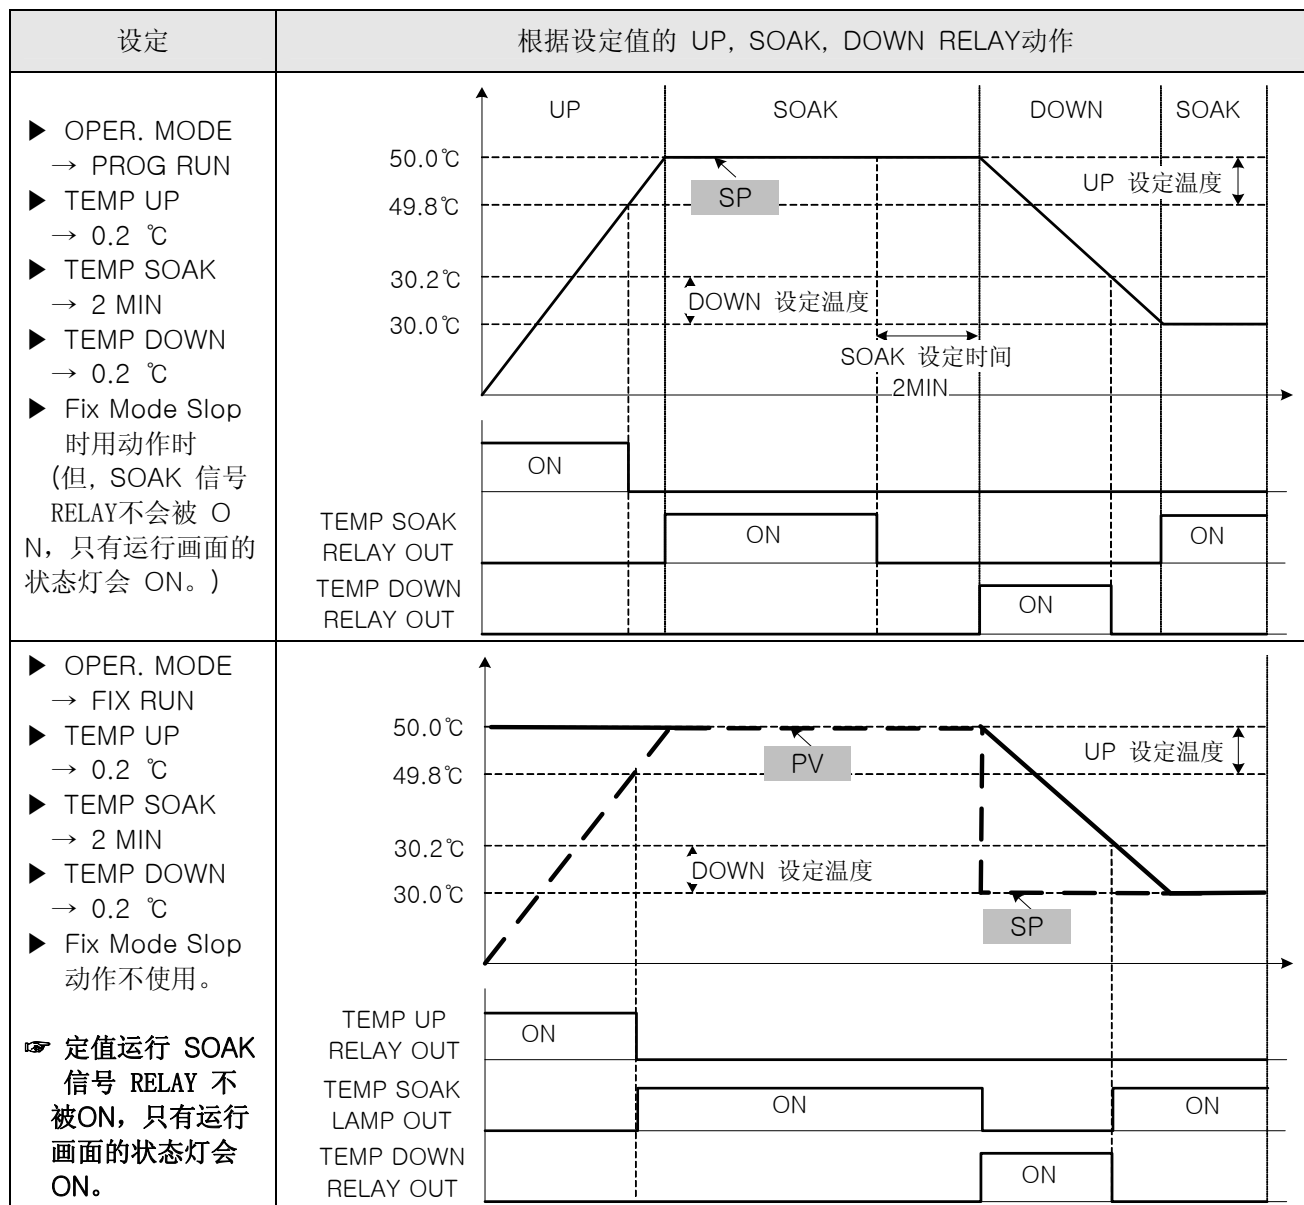 设定
根据设定值的 UP, SOAK, DOWN RELAY动作
▶ OPER. MODE
→ PROG RUN
▶ TEMP UP
→ 0.2 ℃
▶ TEMP SOAK
→ 2 MIN
▶ TEMP DOWN
→ 0.2 ℃
▶ Fix Mode Slop
时用动作时
(但, SOAK 信号
RELAY不会被 O
N，只有运行画面的
状态灯会 ON。)
UP
SOAK
DOWN
SOAK
50.0℃
UP 设定温度
SP
49.8℃
30.2℃
DOWN 设定温度
30.0℃
SOAK 设定时间
2MIN
ON
TEMP SOAK
RELAY OUT
ON
ON
TEMP DOWN
RELAY OUT
ON
▶ OPER. MODE
→ FIX RUN
▶ TEMP UP
→ 0.2 ℃
▶ TEMP SOAK
→ 2 MIN
▶ TEMP DOWN
→ 0.2 ℃
▶ Fix Mode Slop
动作不使用。
☞ 定值运行 SOAK
信号 RELAY 不
被ON，只有运行
画面的状态灯会
ON。
50.0℃
UP 设定温度
PV
49.8℃
30.2℃
DOWN 设定温度
30.0℃
SP
TEMP UP
RELAY OUT
ON
TEMP SOAK
LAMP OUT
ON
ON
TEMP DOWN
RELAY OUT
ON